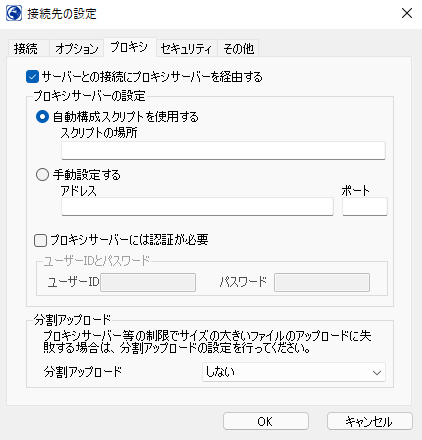 接続先の設定
接続 オプション プロキシ セキュリティ その他
サーバーとの接続にプロキシサーバーを経由する
プロキシサーバーの設定
自動構成スクリプトを使用する
スクリプトの場所
手動設定する
アドレス ポート
プロキシサーバーには認証が必要
ユーザーIDとパスワード
ユーザーID パスワード
分割アップロード
プロキシサーバー等の制限でサイズの大きいファイルのアップロードに失
敗する場合は、分割アップロードの設定を行ってください。
分割アップロード しない
OK キャンセル